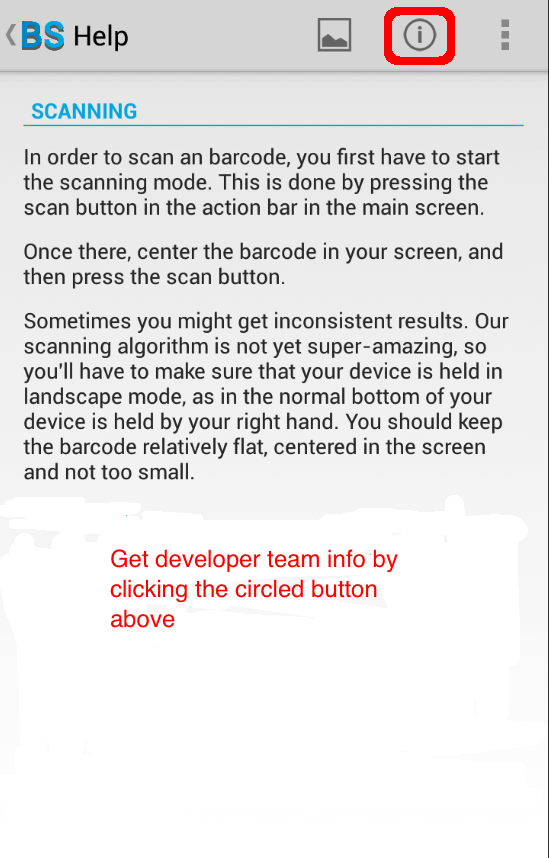 BS Help
SCANNING
In order to scan an barcode, you first have to start
the scanning mode. This is done by pressing the
scan button in the action bar in the main screen.
Once there, center the barcode in your screen, and
then press the scan button.
Sometimes you might get inconsistent results. Our
scanning algorithm is not yet super-amazing, so
you'll have to make sure that your device is held in
landscape mode, as in the normal bottom of your
device is held by your right hand. You should keep
the barcode relatively flat, centered in the screen
and not too small.
Get developer team info by
clicking the circled button
above